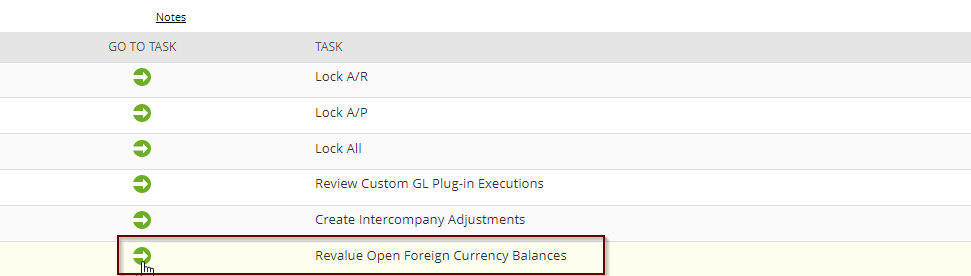 Notes
GO TO TASK TASK
Lock A/R
Lock A/P
Lock All
Review Custom GL Plug-in Executions
Create Intercompany Adjustments
Revalue Open Foreign Currency Balances